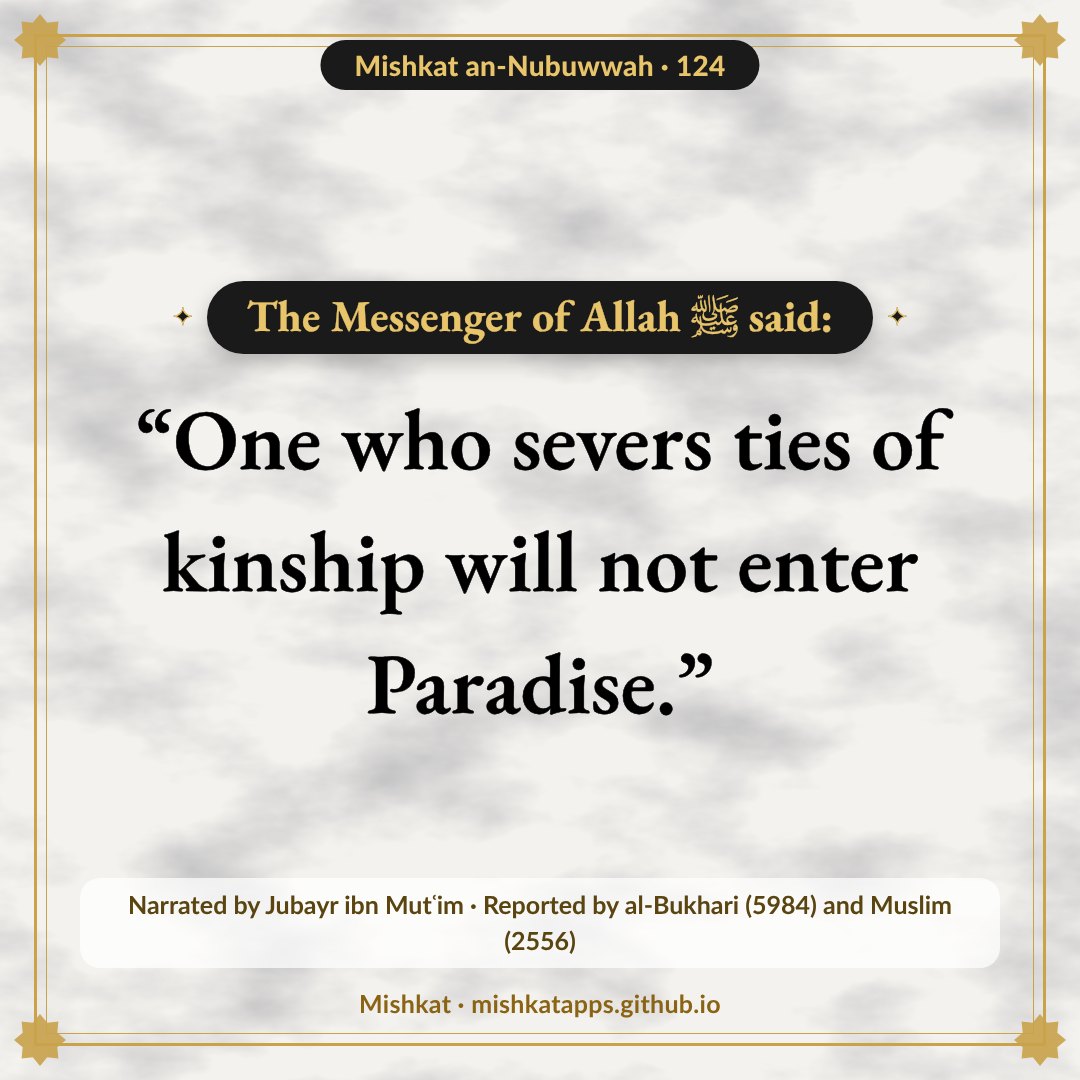 Mishkat an-Nubuwwah · 124
The Messenger of Allah ﷺ said:
“One who severs ties of
kinship will not enter
Paradise.”
Narrated by Jubayr ibn Mutʿim · Reported by al-Bukhari (5984) and Muslim
(2556)
Mishkat · mishkatapps.github.io